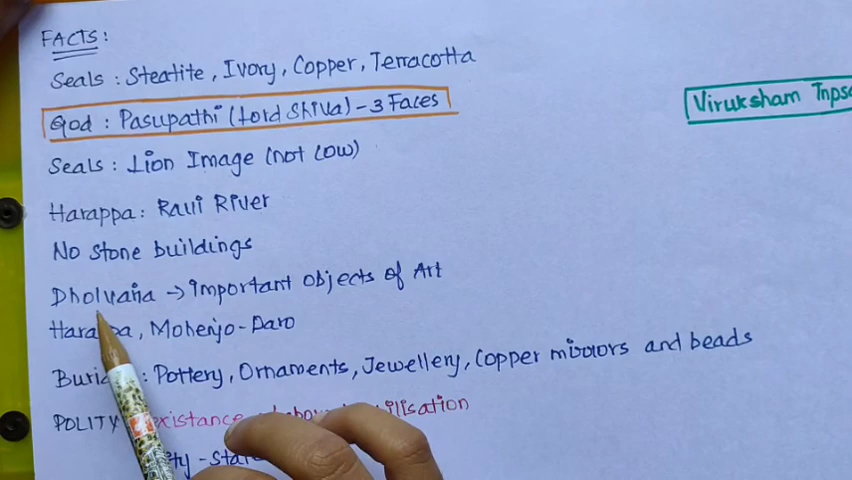 FACTS:
Seals : Steatite, Ivory, Copper, Terracotta
God : Pasupathi (Lord Shiva) - 3 Faces
Viruksham Tnpsc
Seals : Lion Image (not cow)
Harappa : Ravi River
No stone buildings
Dholvaria → Important objects of Art
Harappa, Mohenjo-Daro
: Pottery, Ornaments, Jewellery, Copper mirrors and beads
POLITY existance